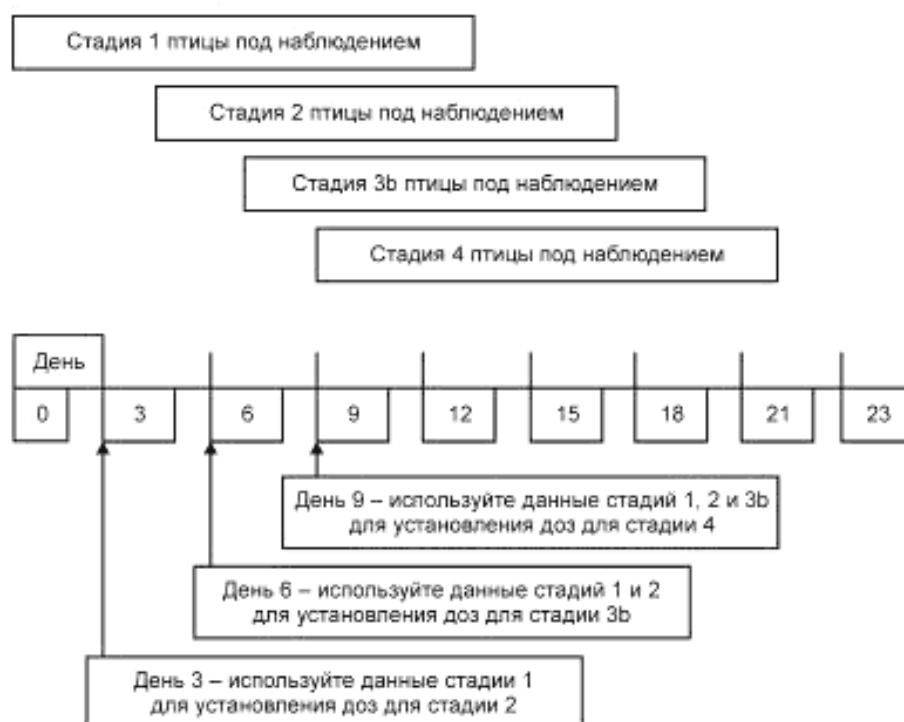 Стадия 1 птицы под наблюдением
Стадия 2 птицы под наблюдением
Стадия 3b птицы под наблюдением
Стадия 4 птицы под наблюдением
День
0 3 6 9 12 15 18 21 23
День 9 – используйте данные стадий 1, 2 и 3b
для установления доз для стадии 4
День 6 – используйте данные стадий 1 и 2
для установления доз для стадии 3b
День 3 – используйте данные стадии 1
для установления доз для стадии 2